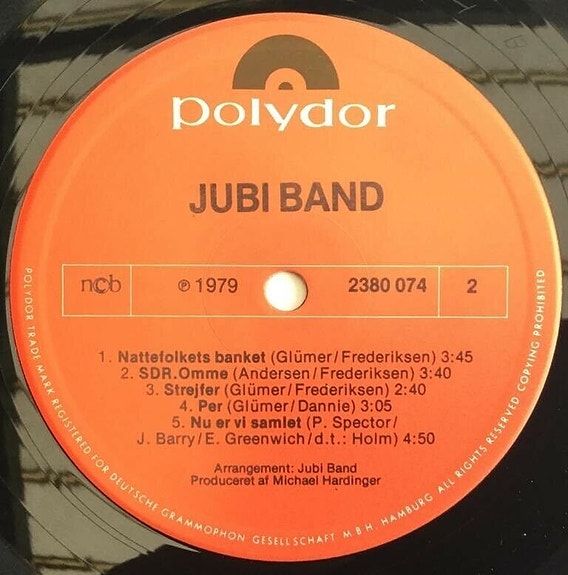 polydor
JUBI BAND
ncb ℗ 1979 2380 074 2
1. Nattefolkets banket (Glümer/Frederiksen) 3:45
2. SDR.Omme (Andersen/Frederiksen) 3:40
3. Strejfer (Glümer/Frederiksen) 2:40
4. Per (Glümer/Dannie) 3:05
5. Nu er vi samlet (P. Spector/
J. Barry/E. Greenwich/d.t.: Holm) 4:50
Arrangement: Jubi Band
Produceret af Michael Hardinger
POLYDOR TRADE MARK REGISTERED FOR DEUTSCHE GRAMMOPHON GESELLSCHAFT M B H. HAMBURG ALL RIGHTS RESERVED COPYING PROHIBITED